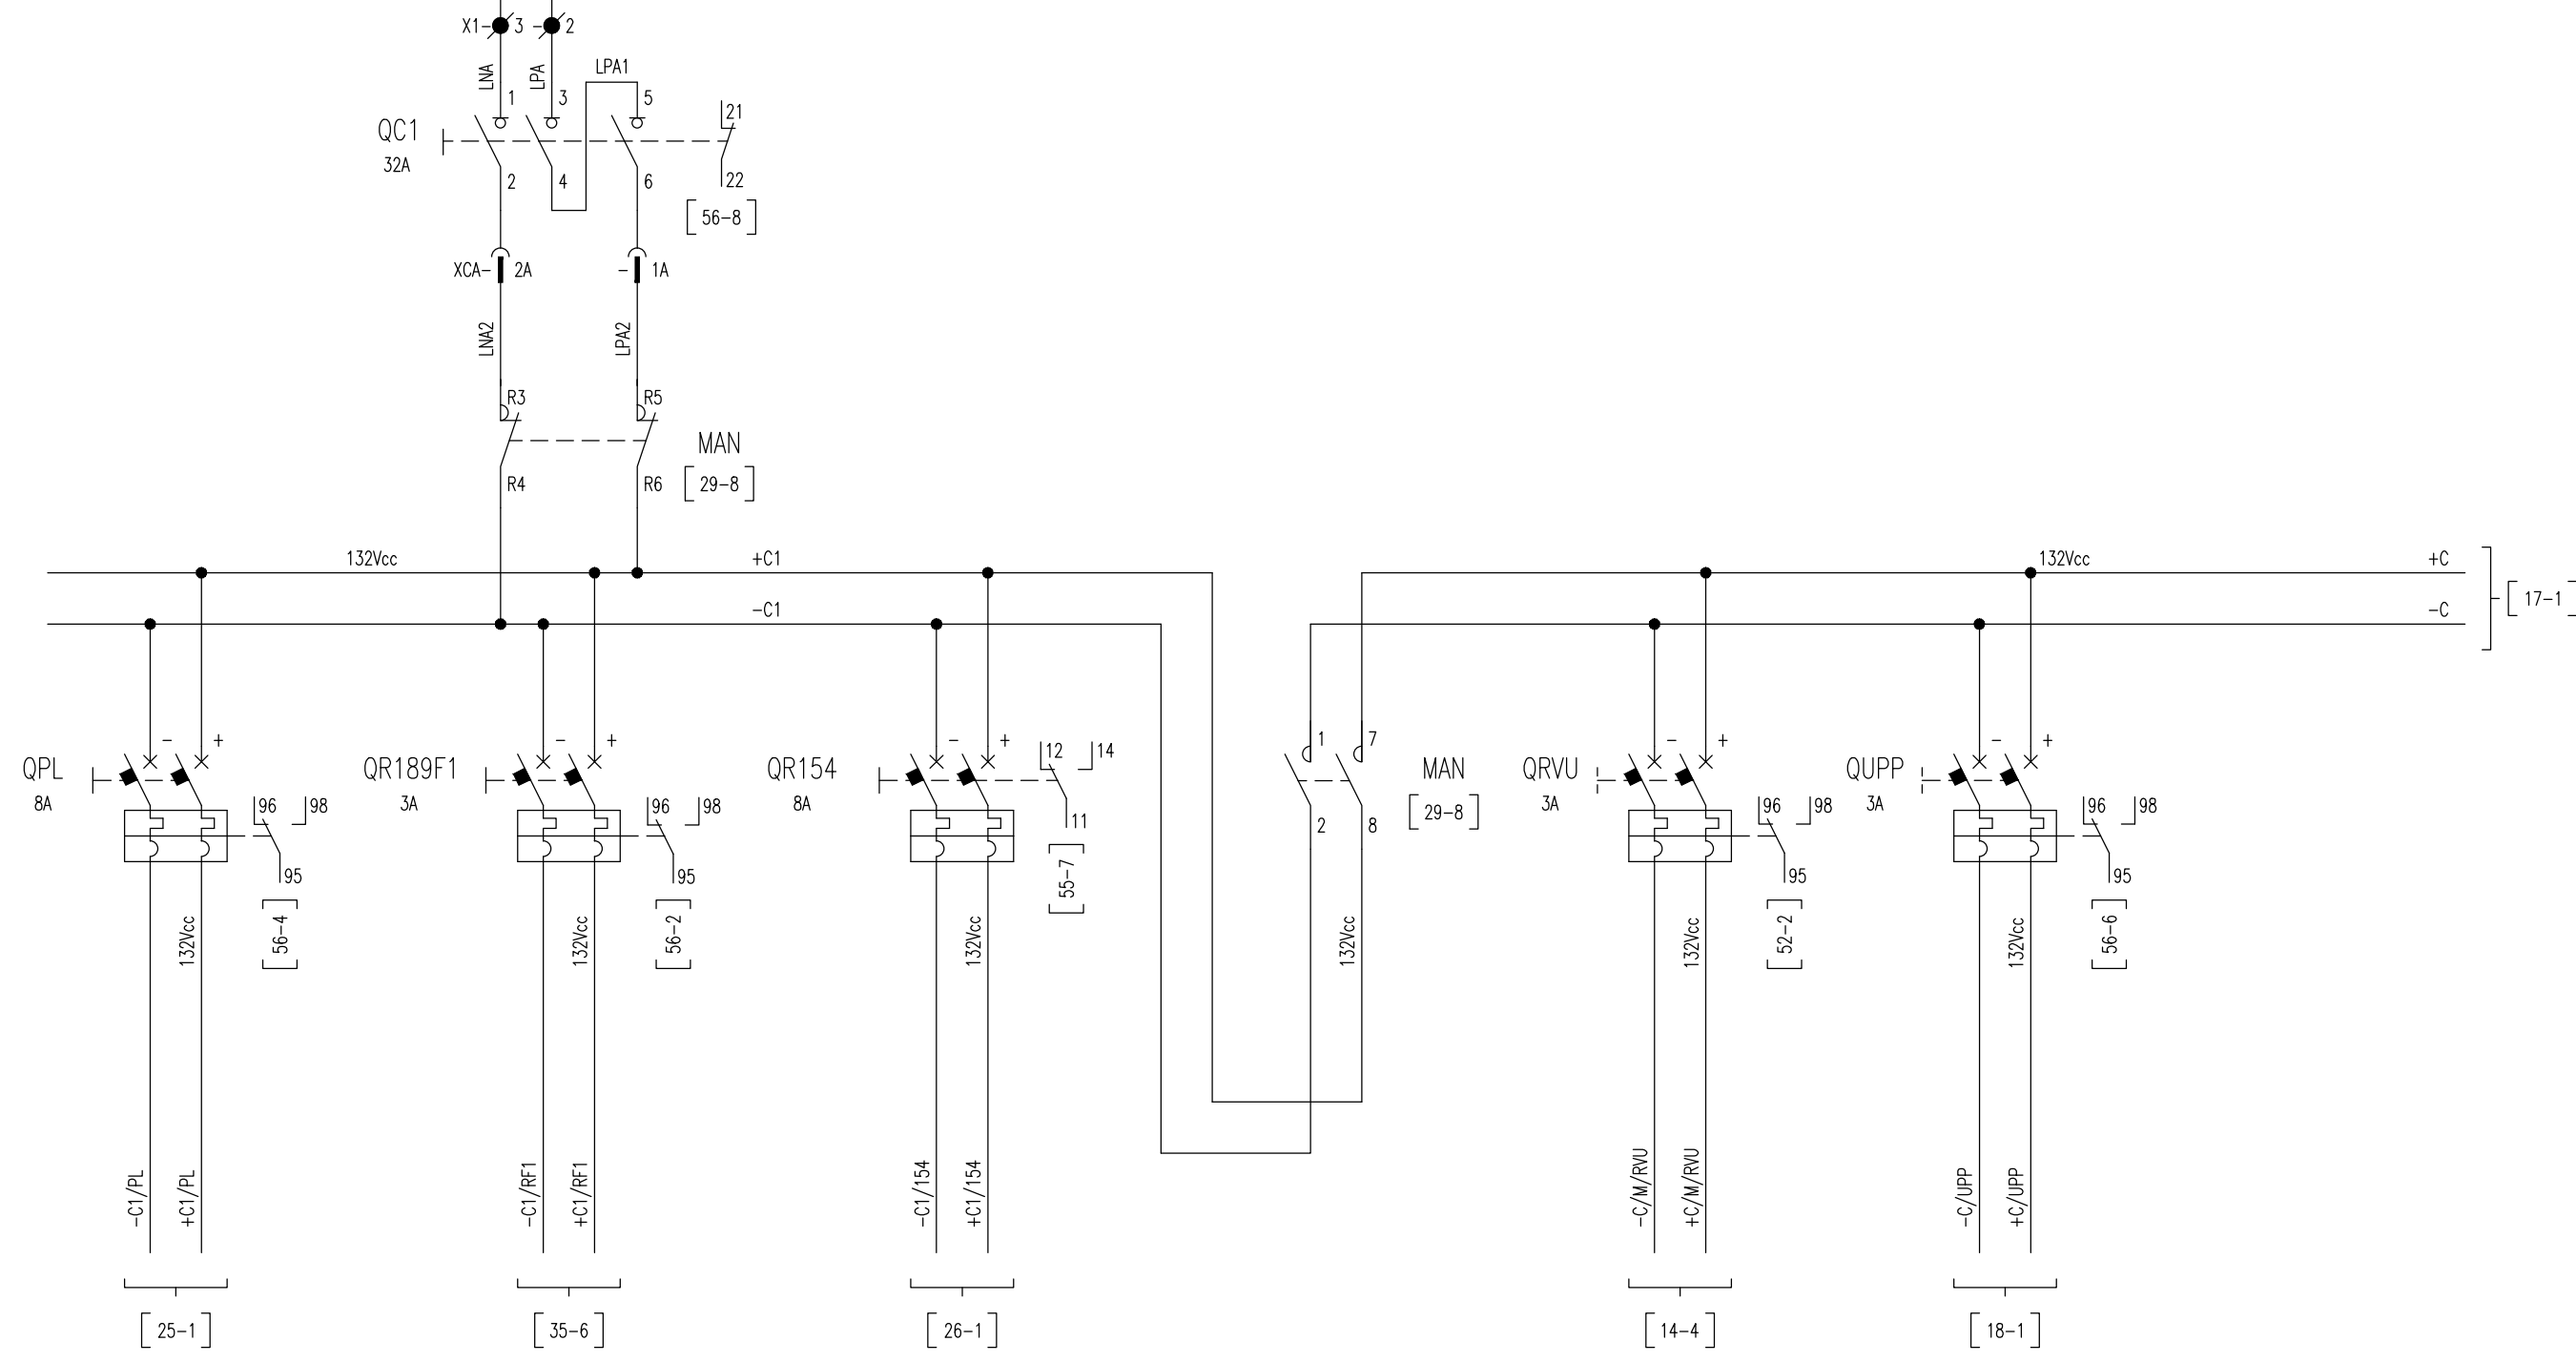 X1- 3 - 2
LNA LPA LPA1
1 3 5 21
QC1
32A
2 4 6 22
56-8
XCA- 2A - 1A
LNA2 LPA2
R3 R5
MAN
R4 R6 29-8
132Vcc +C1 132Vcc +C
-C1 -C
17-1
- + - + - + 1 7 - + - +
QPL QR189F1 QR154 12 14 MAN QRVU QUPP
8A 96 98 3A 96 98 8A 11 2 8 29-8 3A 96 98 3A 96 98
95 95 55-7 95 95
132Vcc 56-4 132Vcc 56-2 132Vcc 132Vcc 132Vcc 52-2 132Vcc 56-6
-C1/PL +C1/PL -C1/RF1 +C1/RF1 -C1/154 +C1/154 -C/M/RVU +C/M/RVU -C/UPP +C/UPP
25-1 35-6 26-1 14-4 18-1